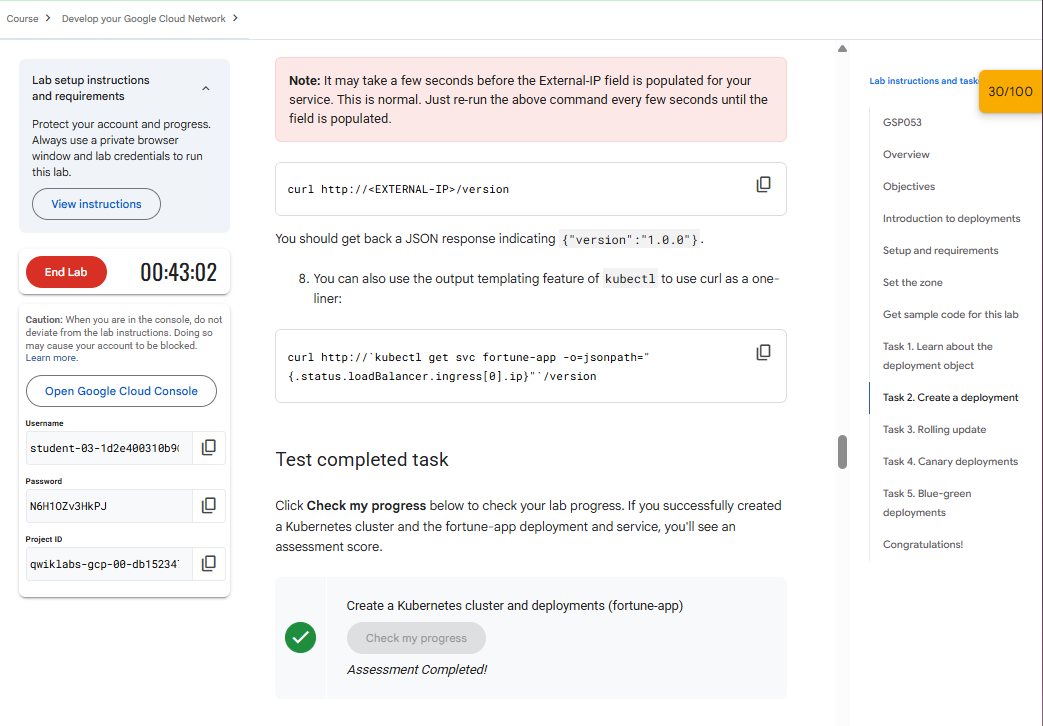 Course > Develop your Google Cloud Network >
Lab setup instructions
and requirements
Protect your account and progress.
Always use a private browser
window and lab credentials to run
this lab.
View instructions
End Lab
00:43:02
Caution: When you are in the console, do not
deviate from the lab instructions. Doing so
may cause your account to be blocked.
Learn more.
Open Google Cloud Console
Username
student-03-1d2e400310b9
Password
N6H1OZv3HkPJ
Project ID
qwiklabs-gcp-00-db15234
Note: It may take a few seconds before the External-IP field is populated for your
service. This is normal. Just re-run the above command every few seconds until the
field is populated.
curl http://<EXTERNAL-IP>/version
You should get back a JSON response indicating {"version":"1.0.0"}.
8. You can also use the output templating feature of kubectl to use curl as a one-
liner:
curl http://`kubectl get svc fortune-app -o=jsonpath="
{.status.loadBalancer.ingress[0].ip}"`/version
Test completed task
Click Check my progress below to check your lab progress. If you successfully created
a Kubernetes cluster and the fortune-app deployment and service, you'll see an
assessment score.
Create a Kubernetes cluster and deployments (fortune-app)
Check my progress
Assessment Completed!
Lab instructions and task
30/100
GSP053
Overview
Objectives
Introduction to deployments
Setup and requirements
Set the zone
Get sample code for this lab
Task 1. Learn about the
deployment object
Task 2. Create a deployment
Task 3. Rolling update
Task 4. Canary deployments
Task 5. Blue-green
deployments
Congratulations!